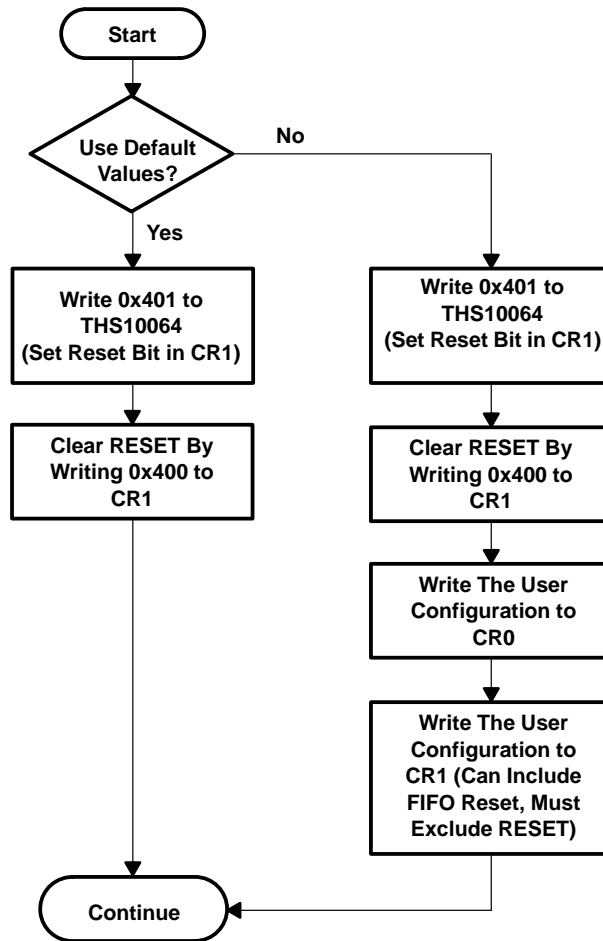 Start
Use Default
Values?
No
Yes
Write 0x401 to
THS10064
(Set Reset Bit in CR1)
Clear RESET By
Writing 0x400 to
CR1
Write 0x401 to
THS10064
(Set Reset Bit in CR1)
Clear RESET By
Writing 0x400 to
CR1
Write The User
Configuration to
CR0
Write The User
Configuration to
CR1 (Can Include
FIFO Reset, Must
Exclude RESET)
Continue